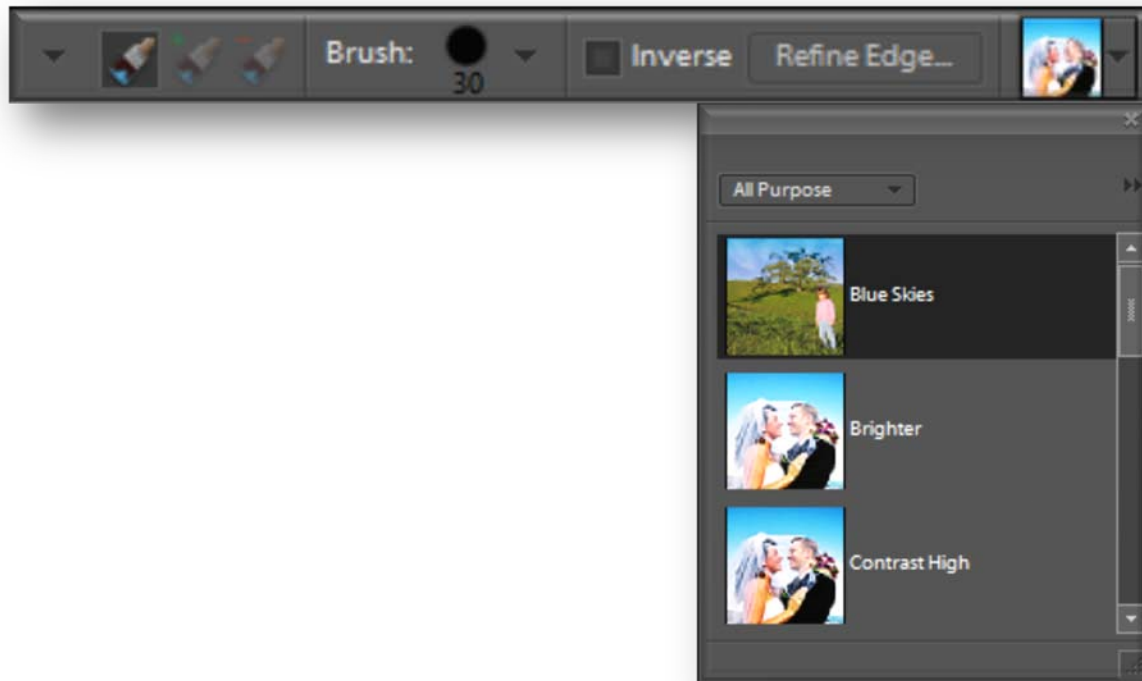 Brush: 30 Inverse Refine Edge...
All Purpose
Blue Skies
Brighter
Contrast High